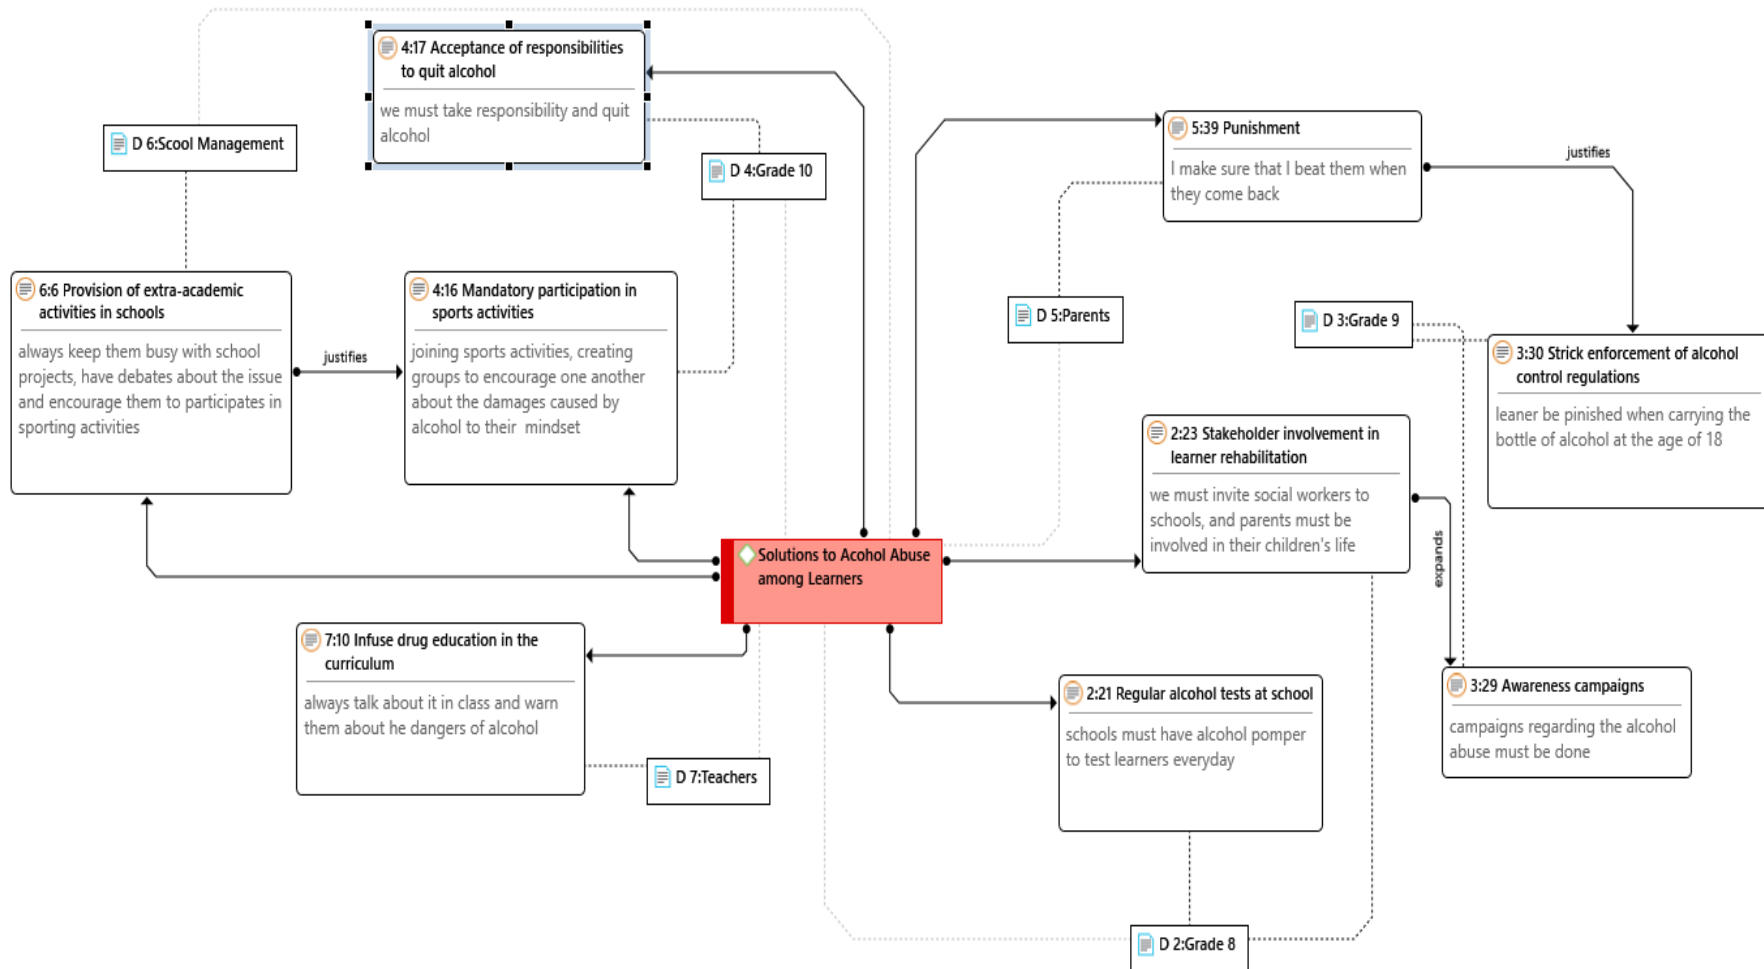 4:17 Acceptance of responsibilities
to quit alcohol
we must take responsibility and quit
alcohol
D 6:Scool Management
D 4:Grade 10
5:39 Punishment
I make sure that I beat them when
they come back
justifies
6:6 Provision of extra-academic
activities in schools
always keep them busy with school
projects, have debates about the issue
and encourage them to participates in
sporting activities
justifies
4:16 Mandatory participation in
sports activities
joining sports activities, creating
groups to encourage one another
about the damages caused by
alcohol to their mindset
D 5:Parents
D 3:Grade 9
3:30 Strick enforcement of alcohol
control regulations
leaner be pinished when carrying the
bottle of alcohol at the age of 18
2:23 Stakeholder involvement in
learner rehabilitation
we must invite social workers to
schools, and parents must be
involved in their children's life
expands
Solutions to Acohol Abuse
among Learners
7:10 Infuse drug education in the
curriculum
always talk about it in class and warn
them about he dangers of alcohol
D 7:Teachers
2:21 Regular alcohol tests at school
schools must have alcohol pomper
to test learners everyday
3:29 Awareness campaigns
campaigns regarding the alcohol
abuse must be done
D 2:Grade 8